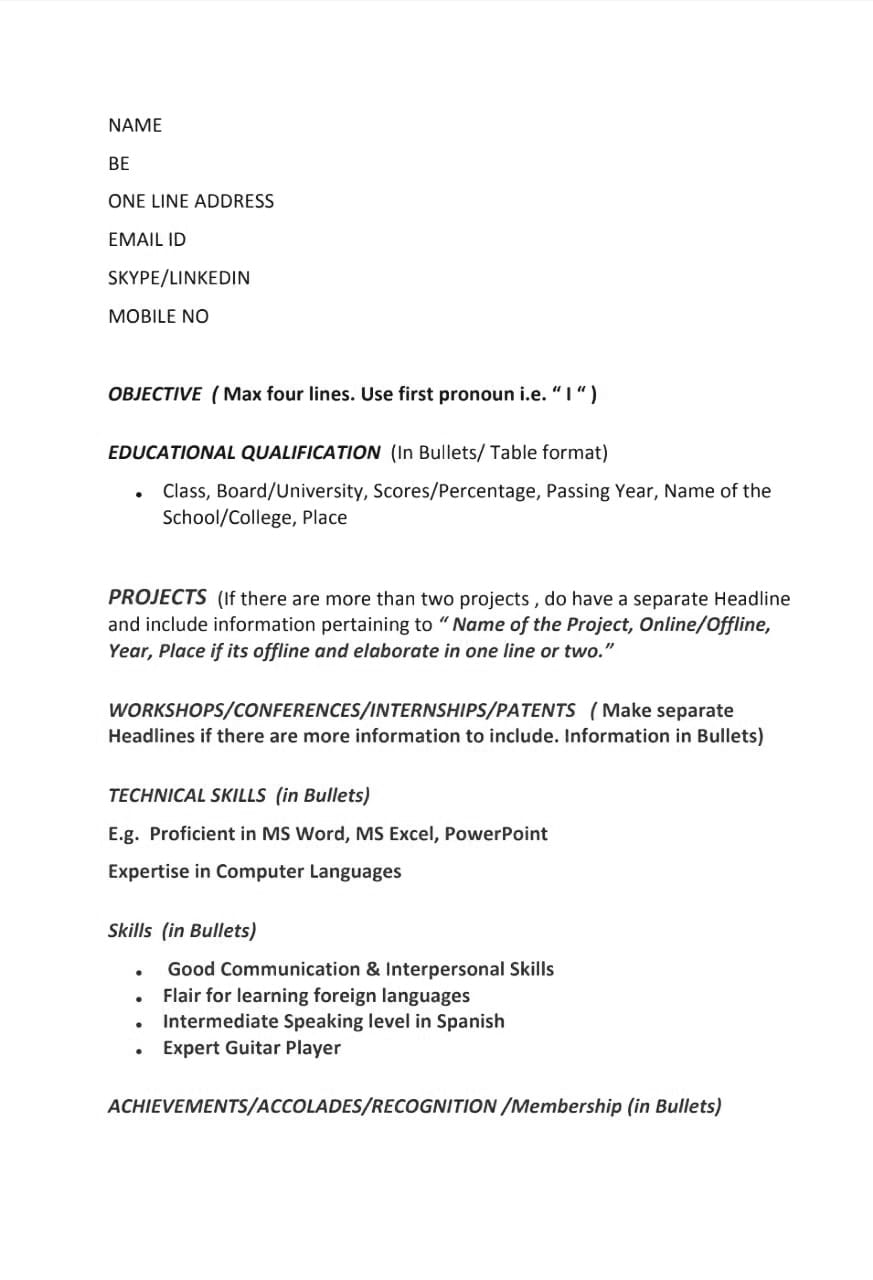 NAME
BE
ONE LINE ADDRESS
EMAIL ID
SKYPE/LINKEDIN
MOBILE NO
OBJECTIVE ( Max four lines. Use first pronoun i.e. “ I “ )
EDUCATIONAL QUALIFICATION (In Bullets/ Table format)
• Class, Board/University, Scores/Percentage, Passing Year, Name of the
School/College, Place
PROJECTS (If there are more than two projects , do have a separate Headline
and include information pertaining to “ Name of the Project, Online/Offline,
Year, Place if its offline and elaborate in one line or two.”
WORKSHOPS/CONFERENCES/INTERNSHIPS/PATENTS ( Make separate
Headlines if there are more information to include. Information in Bullets)
TECHNICAL SKILLS (in Bullets)
E.g. Proficient in MS Word, MS Excel, PowerPoint
Expertise in Computer Languages
Skills (in Bullets)
• Good Communication & Interpersonal Skills
• Flair for learning foreign languages
• Intermediate Speaking level in Spanish
• Expert Guitar Player
ACHIEVEMENTS/ACCOLADES/RECOGNITION /Membership (in Bullets)